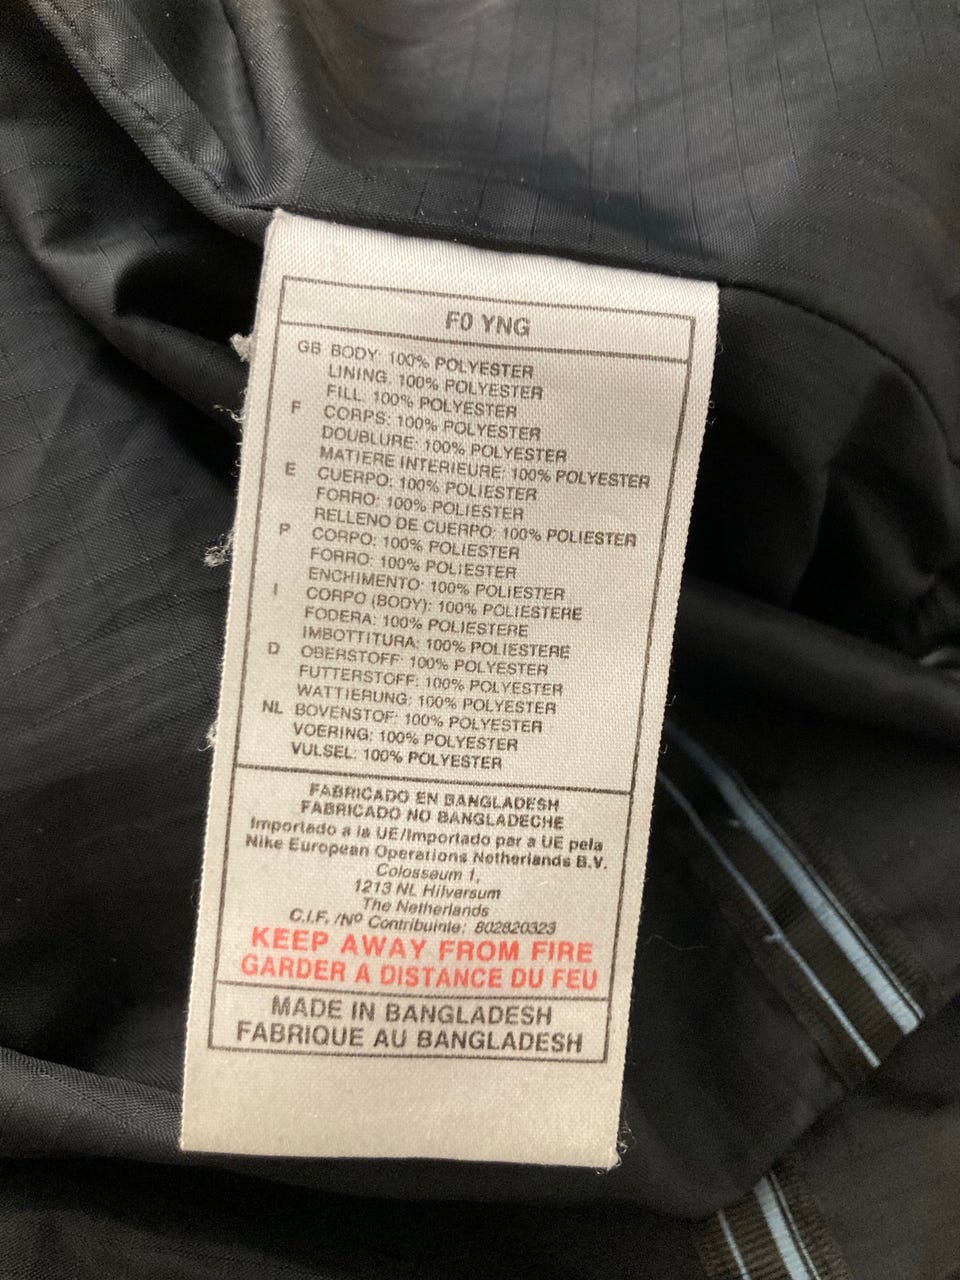 F0 YNG
GB BODY: 100% POLYESTER
LINING: 100% POLYESTER
FILL: 100% POLYESTER
F CORPS: 100% POLYESTER
DOUBLURE: 100% POLYESTER
MATIERE INTERIEURE: 100% POLYESTER
E CUERPO: 100% POLIESTER
FORRO: 100% POLIESTER
RELLENO DE CUERPO: 100% POLIESTER
P CORPO: 100% POLIESTER
FORRO: 100% POLIESTER
ENCHIMENTO: 100% POLIESTER
I CORPO (BODY): 100% POLIESTERE
FODERA: 100% POLIESTERE
IMBOTTITURA: 100% POLIESTERE
D OBERSTOFF: 100% POLYESTER
FUTTERSTOFF: 100% POLYESTER
WATTIERUNG: 100% POLYESTER
NL BOVENSTOF: 100% POLYESTER
VOERING: 100% POLYESTER
VULSEL: 100% POLYESTER
FABRICADO EN BANGLADESH
FABRICADO NO BANGLADECHE
Importado a la UE/Importado par a UE pela
Nike European Operations Netherlands B.V.
Colosseum 1,
1213 NL Hilversum
The Netherlands
C.I.F. /Nº Contribuinte: 802820323
KEEP AWAY FROM FIRE
GARDER A DISTANCE DU FEU
MADE IN BANGLADESH
FABRIQUE AU BANGLADESH